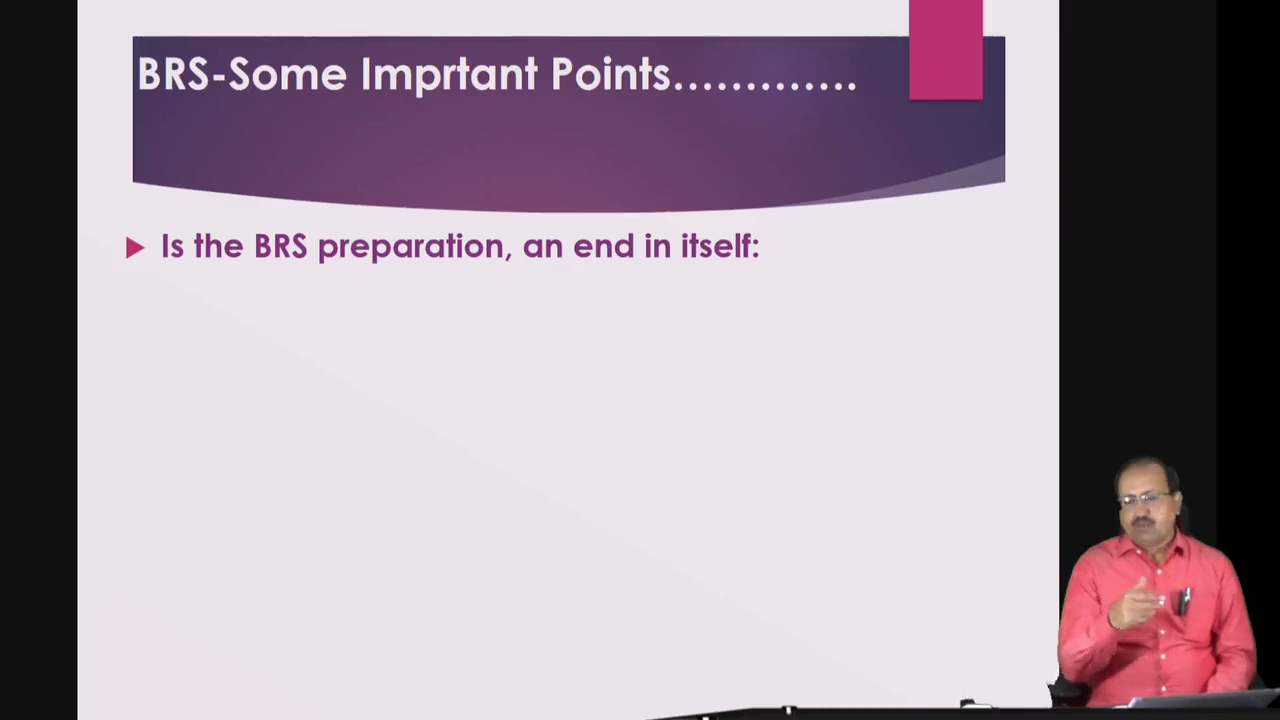 BRS-Some Imprtant Points.............
Is the BRS preparation, an end in itself: